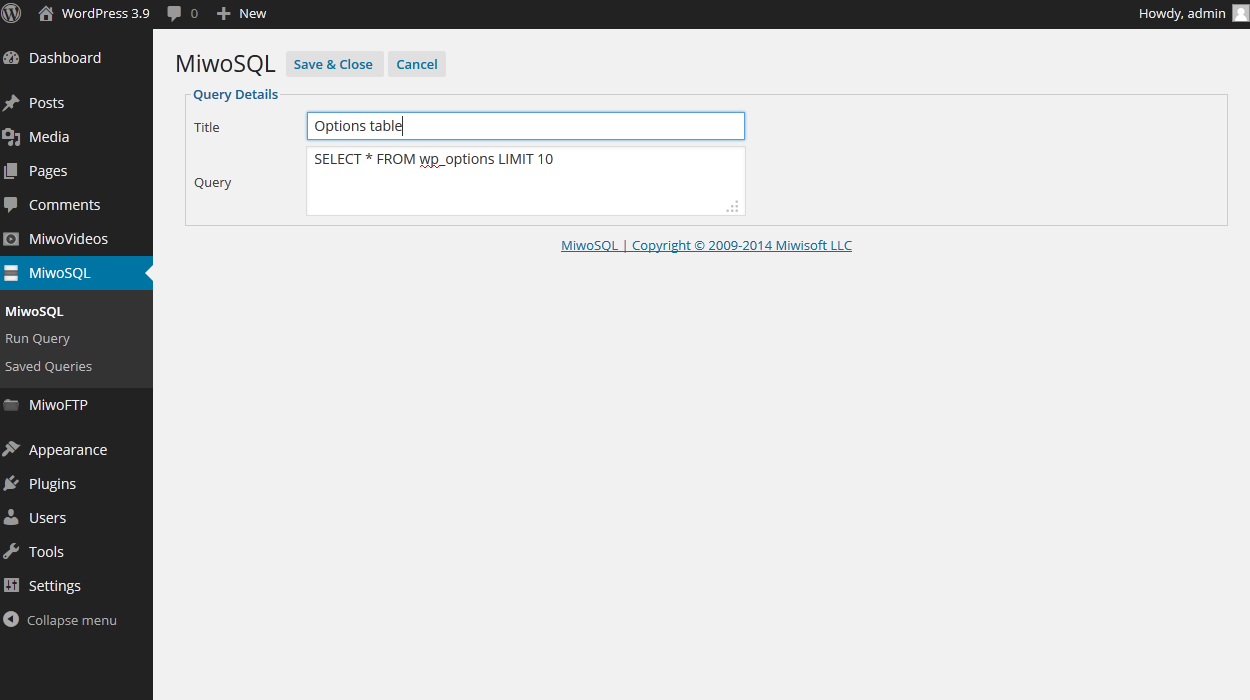 WordPress 3.9 0 New Howdy, admin
Dashboard
Posts
Media
Pages
Comments
MiwoVideos
MiwoSQL
MiwoSQL
Run Query
Saved Queries
MiwoFTP
Appearance
Plugins
Users
Tools
Settings
Collapse menu
MiwoSQL Save & Close Cancel
Query Details
Title Options table
Query SELECT * FROM wp_options LIMIT 10
MiwoSQL | Copyright © 2009-2014 Miwisoft LLC